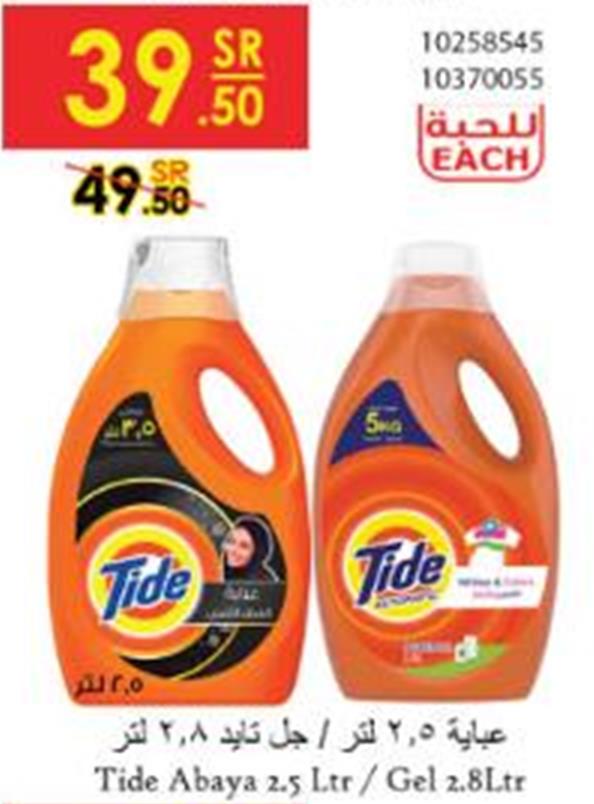 39 SR .50
10258545
10370055
للحبة
EACH
49 SR .50
5KG
Tide
Tide
عباية
٢,٥ لتر
عباية ٢,٥ لتر / جل تايد ٢,٨ لتر
Tide Abaya 2.5 Ltr / Gel 2.8Ltr